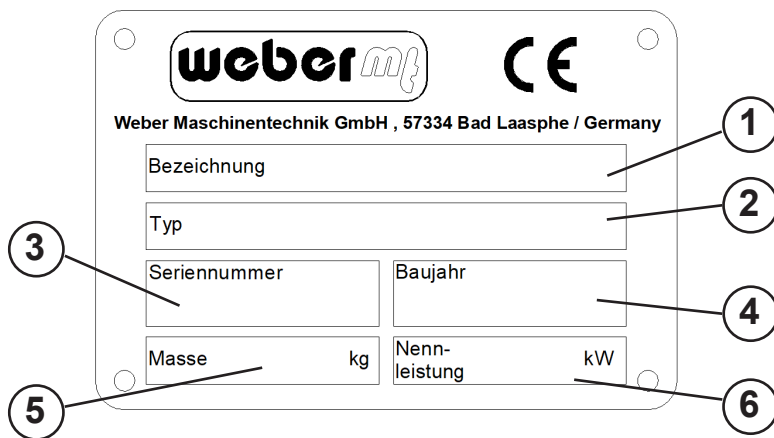 weber mt CE
Weber Maschinentechnik GmbH , 57334 Bad Laasphe / Germany
1
Bezeichnung
2
Typ
3
Seriennummer
Baujahr
4
Masse kg
Nenn-
leistung kW
5
6